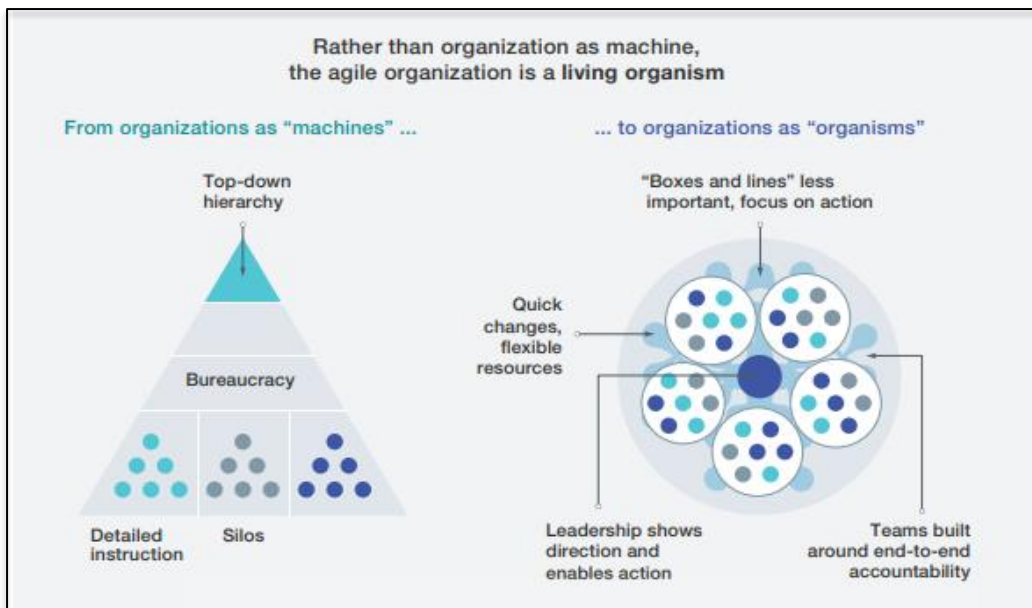 Rather than organization as machine,
the agile organization is a living organism
From organizations as “machines” ...
... to organizations as “organisms”
Top-down
hierarchy
Bureaucracy
Detailed
instruction
Silos
“Boxes and lines” less
important, focus on action
Quick
changes,
flexible
resources
Leadership shows
direction and
enables action
Teams built
around end-to-end
accountability